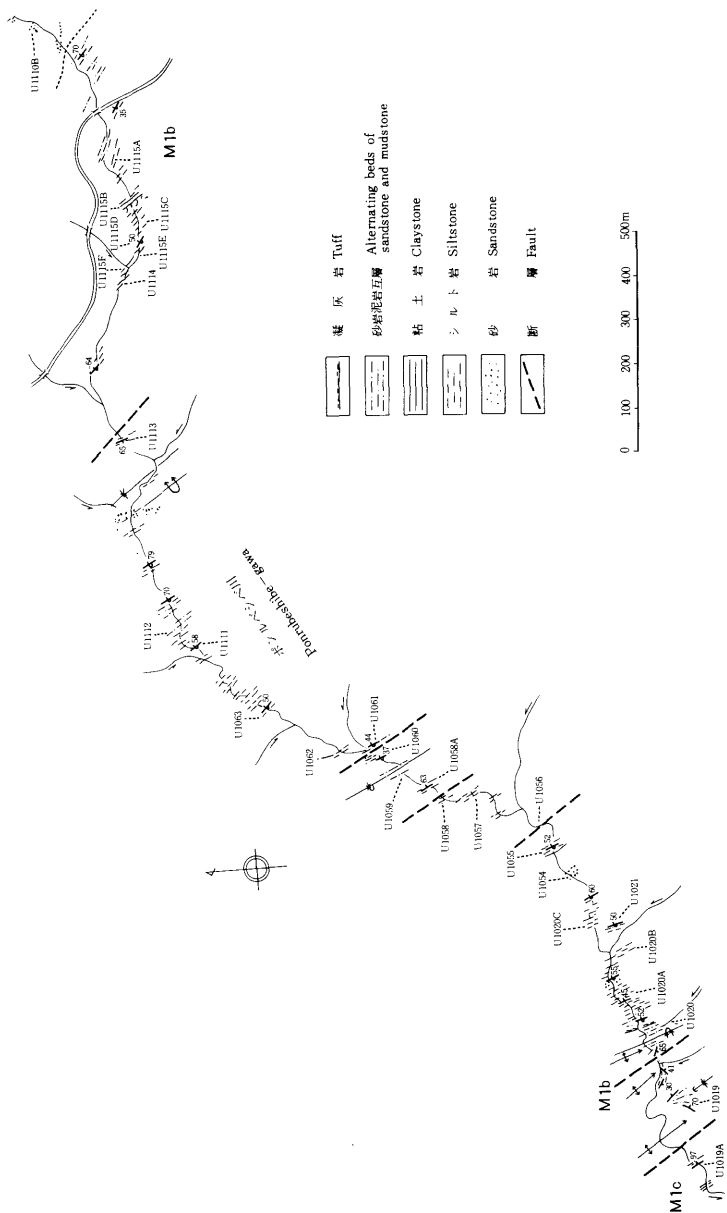 U1110B
70
35
M1b
U1115A
U1115B
U1115D
50
U1115C
U1115E
U1115F
U1114
64
65
U1113
79
70
U1112
58
U1111
ポンルベシベ川
Ponrubeshibe-gawa
50
U1063
U1062
44
U1061
37
U1060
U1059
63
U1058A
U1058
U1057
U1056
52
U1055
U1054
60
U1020C
50
U1021
U1020B
55
45
U1020A
52
U1020
M1b
41
30
70
U1019
97
U1019A
M1c
凝灰岩 Tuff
砂岩泥岩互層 Alternating beds of
sandstone and mudstone
粘土岩 Claystone
シルト岩 Siltstone
砂岩 Sandstone
断層 Fault
0 100 200 300 400 500m